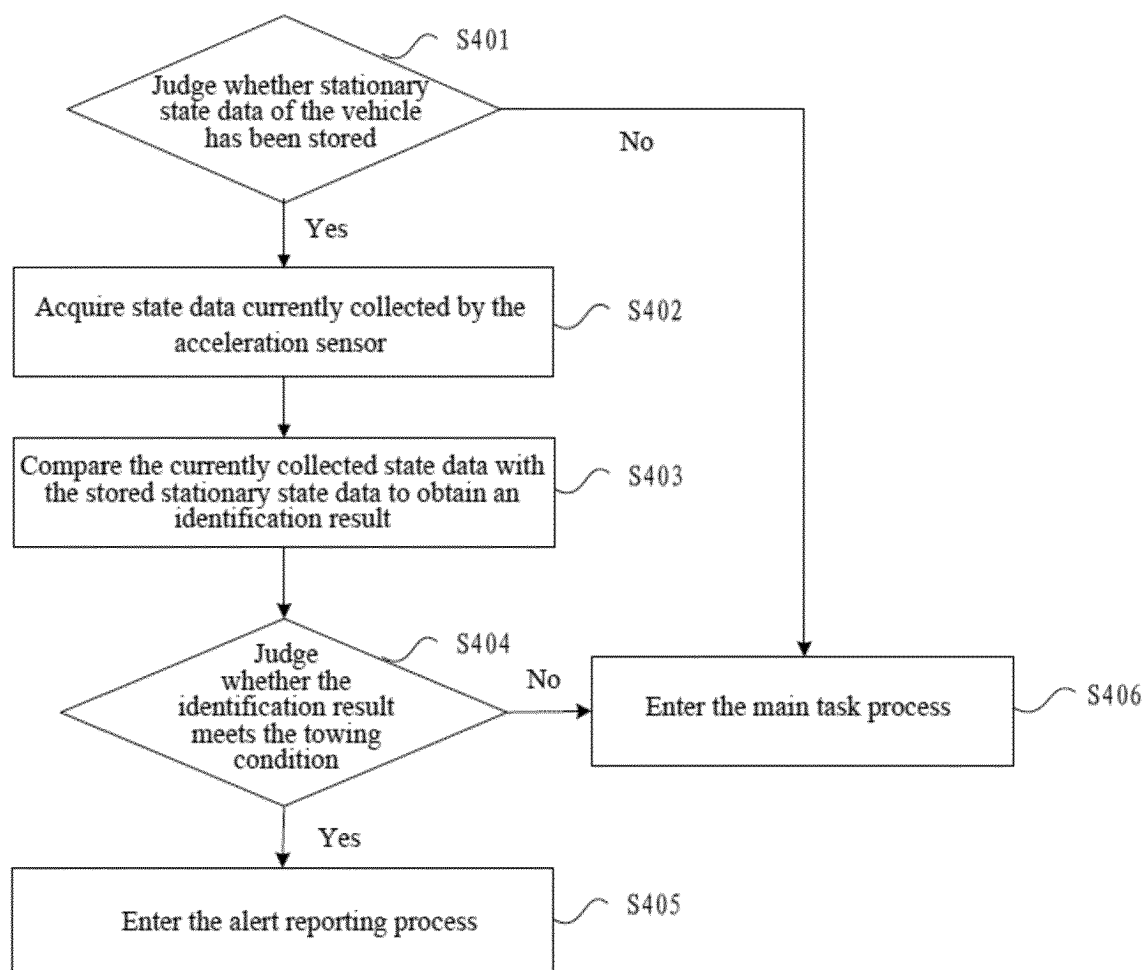 S401
Judge whether stationary
state data of the vehicle
has been stored
No
Yes
Acquire state data currently collected by the
acceleration sensor
S402
Compare the currently collected state data with
the stored stationary state data to obtain an
identification result
S403
S404
Judge
whether the
identification result
meets the towing
condition
No
Enter the main task process
S406
Yes
Enter the alert reporting process
S405